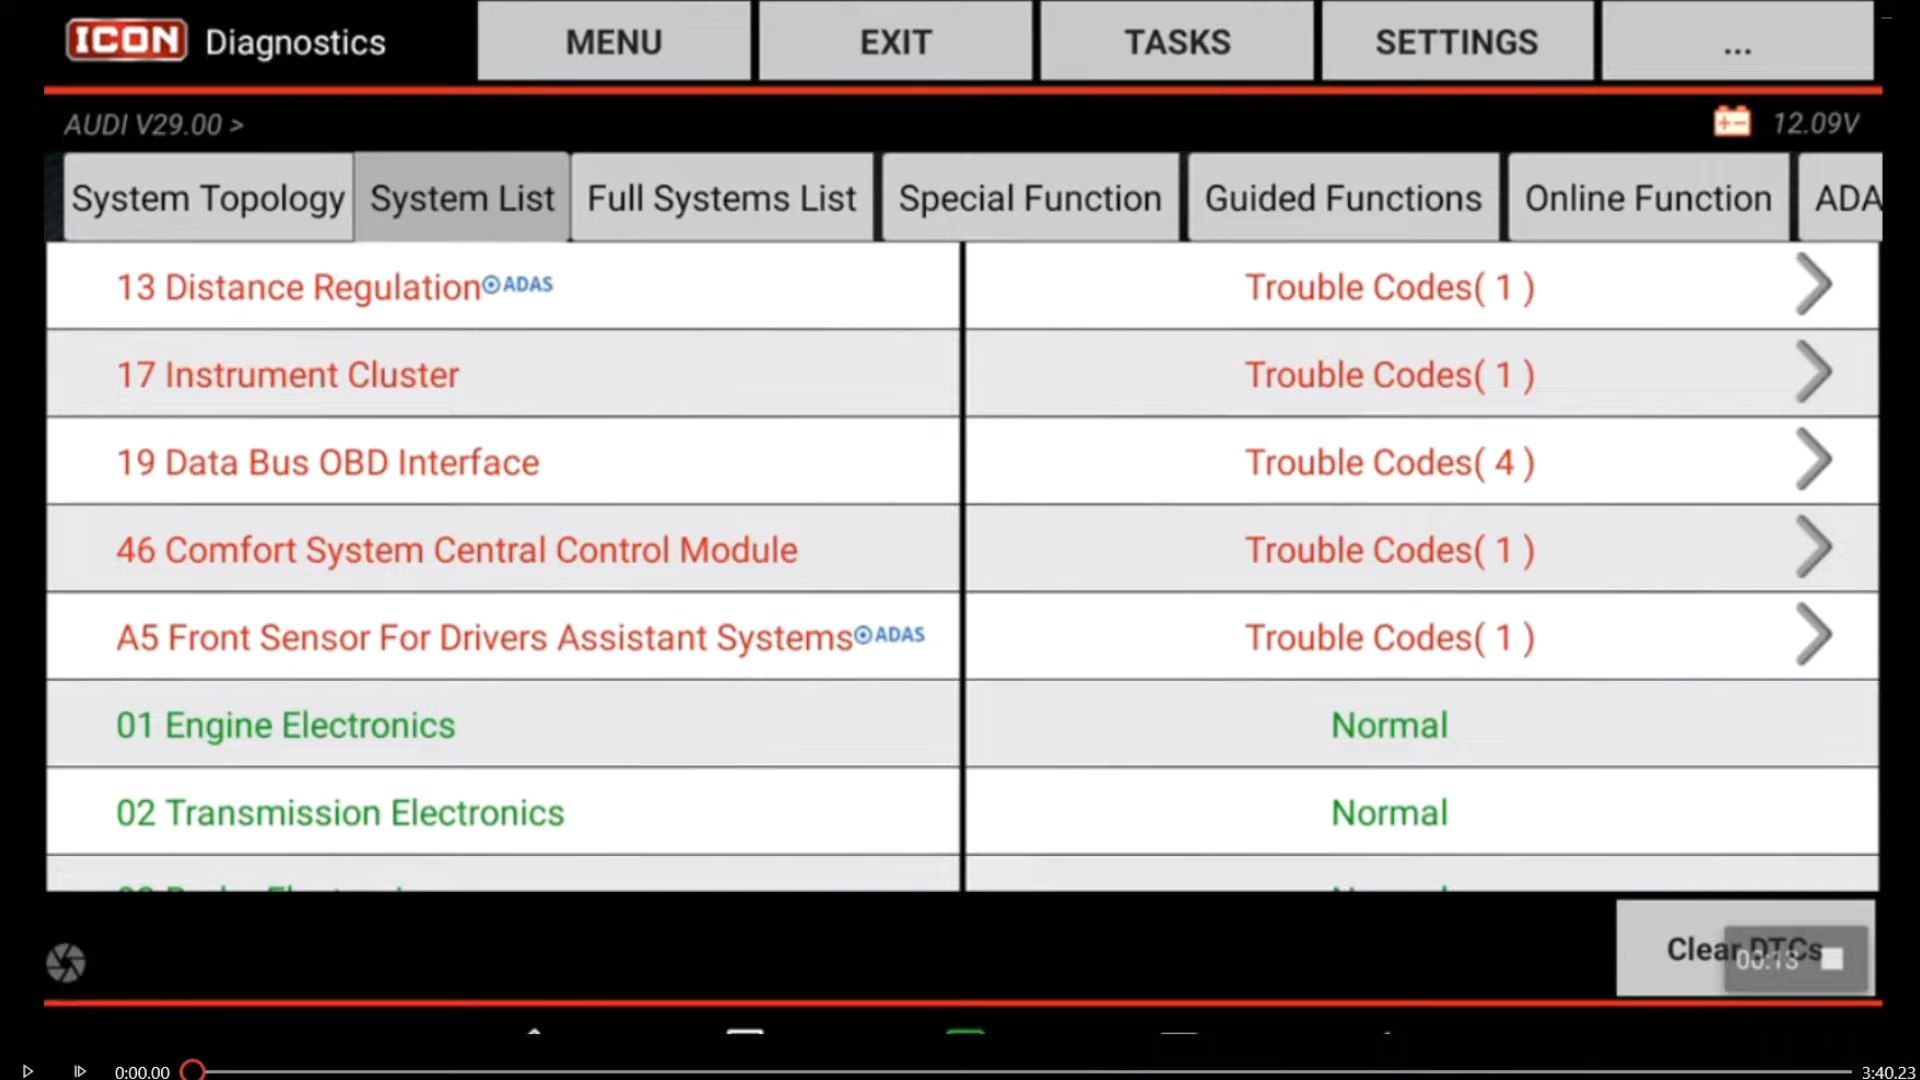 ICON Diagnostics MENU EXIT TASKS SETTINGS ...
AUDI V29.00 > 12.09V
System Topology System List Full Systems List Special Function Guided Functions Online Function ADA
13 Distance Regulation ADAS Trouble Codes( 1 )
17 Instrument Cluster Trouble Codes( 1 )
19 Data Bus OBD Interface Trouble Codes( 4 )
46 Comfort System Central Control Module Trouble Codes( 1 )
A5 Front Sensor For Drivers Assistant Systems ADAS Trouble Codes( 1 )
01 Engine Electronics Normal
02 Transmission Electronics Normal
Clear DTCs
00:13
0:00.00 3:40.23